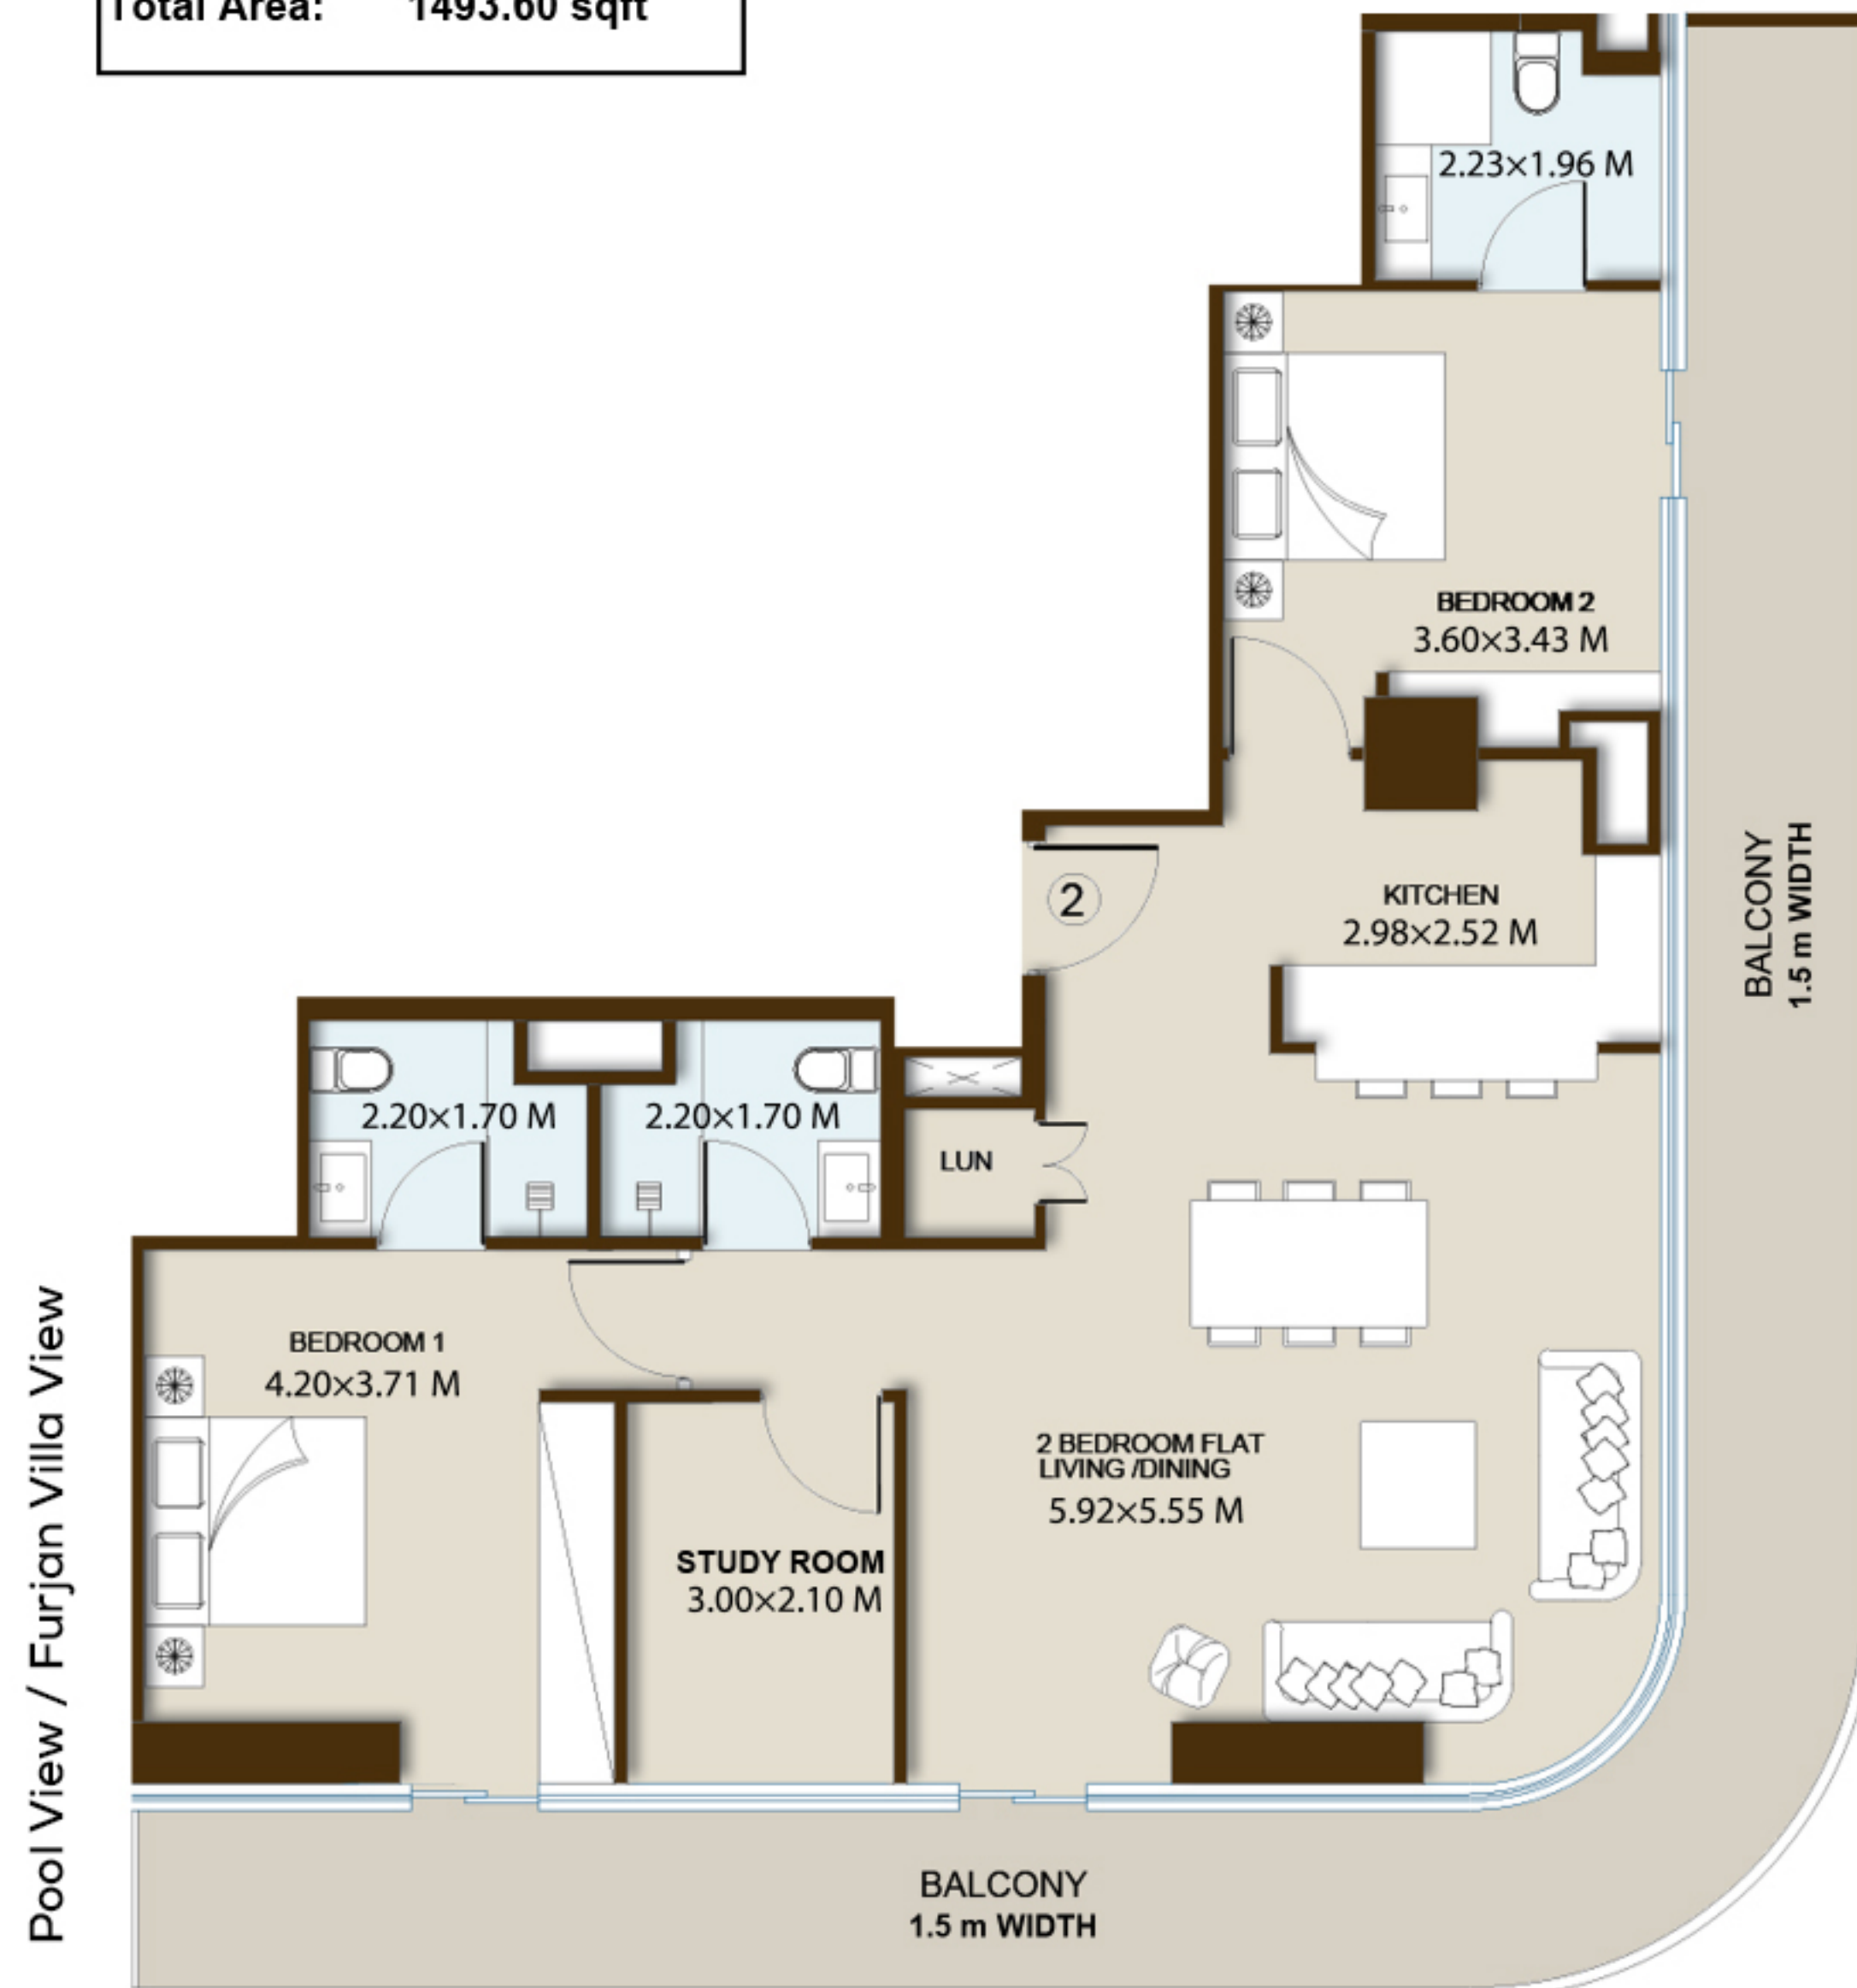 Total Area: 1493.60 sqft
2.23×1.96 M
BEDROOM 2
3.60×3.43 M
2
KITCHEN
2.98×2.52 M
BALCONY
1.5 m WIDTH
2.20×1.70 M
2.20×1.70 M
LUN
BEDROOM 1
4.20×3.71 M
2 BEDROOM FLAT
LIVING /DINING
5.92×5.55 M
STUDY ROOM
3.00×2.10 M
Pool View / Furjan Villa View
BALCONY
1.5 m WIDTH